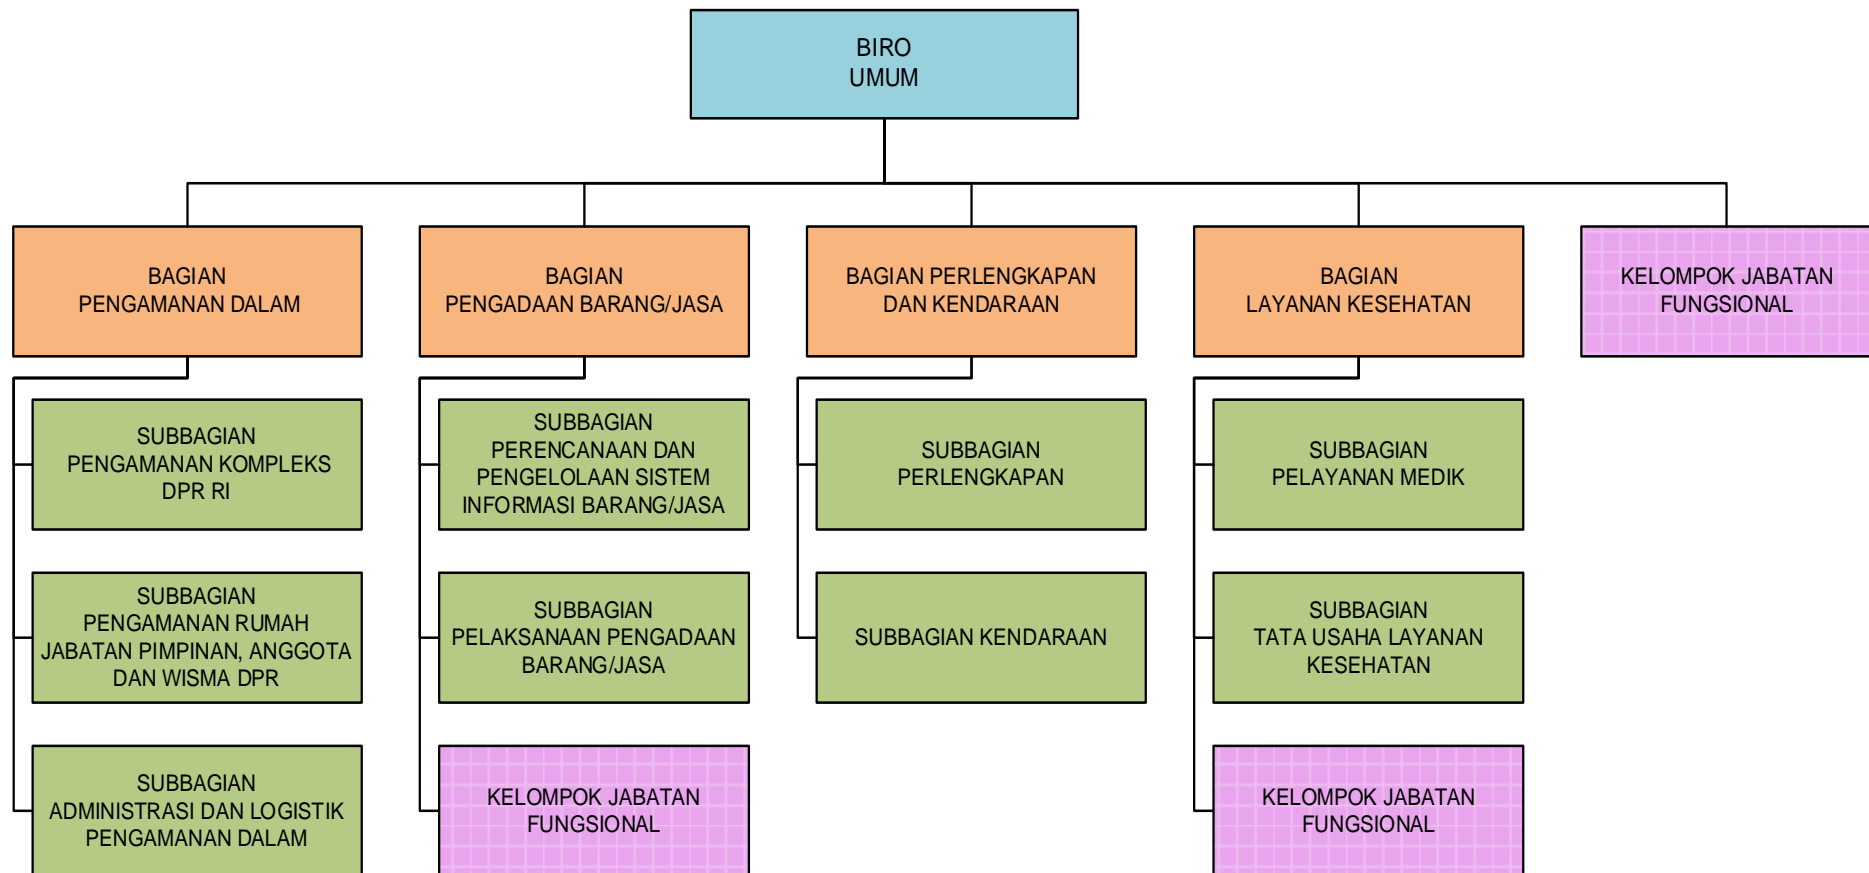 BIRO
UMUM
BAGIAN
PENGAMANAN DALAM
BAGIAN
PENGADAAN BARANG/JASA
BAGIAN PERLENGKAPAN
DAN KENDARAAN
BAGIAN
LAYANAN KESEHATAN
KELOMPOK JABATAN
FUNGSIONAL
SUBBAGIAN
PENGAMANAN KOMPLEKS
DPR RI
SUBBAGIAN
PERENCANAAN DAN
PENGELOLAAN SISTEM
INFORMASI BARANG/JASA
SUBBAGIAN
PERLENGKAPAN
SUBBAGIAN
PELAYANAN MEDIK
SUBBAGIAN
PENGAMANAN RUMAH
JABATAN PIMPINAN, ANGGOTA
DAN WISMA DPR
SUBBAGIAN
PELAKSANAAN PENGADAAN
BARANG/JASA
SUBBAGIAN KENDARAAN
SUBBAGIAN
TATA USAHA LAYANAN
KESEHATAN
SUBBAGIAN
ADMINISTRASI DAN LOGISTIK
PENGAMANAN DALAM
KELOMPOK JABATAN
FUNGSIONAL
KELOMPOK JABATAN
FUNGSIONAL